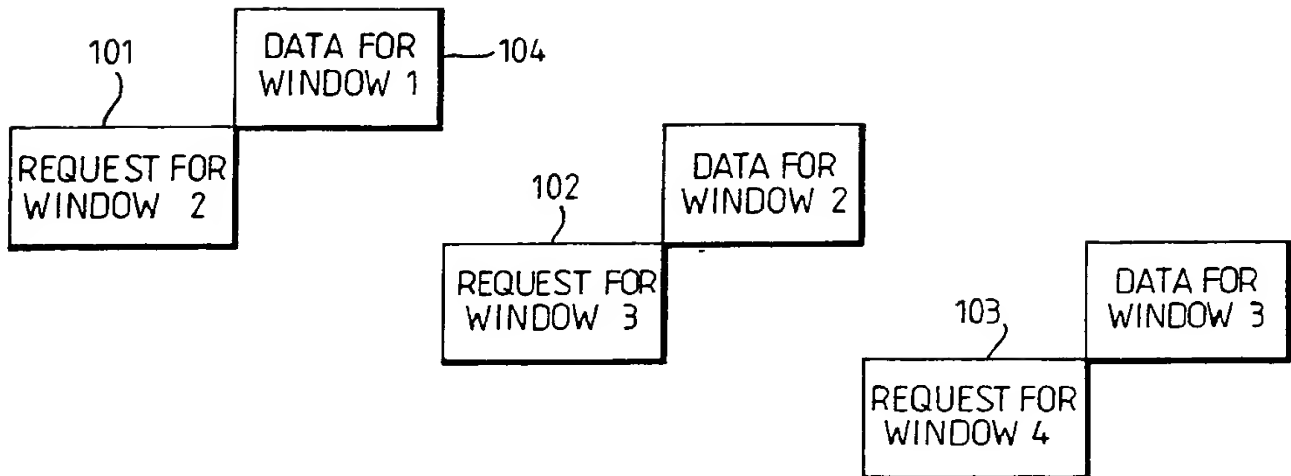 101
DATA FOR
WINDOW 1
104
REQUEST FOR
WINDOW 2
102
DATA FOR
WINDOW 2
REQUEST FOR
WINDOW 3
103
DATA FOR
WINDOW 3
REQUEST FOR
WINDOW 4